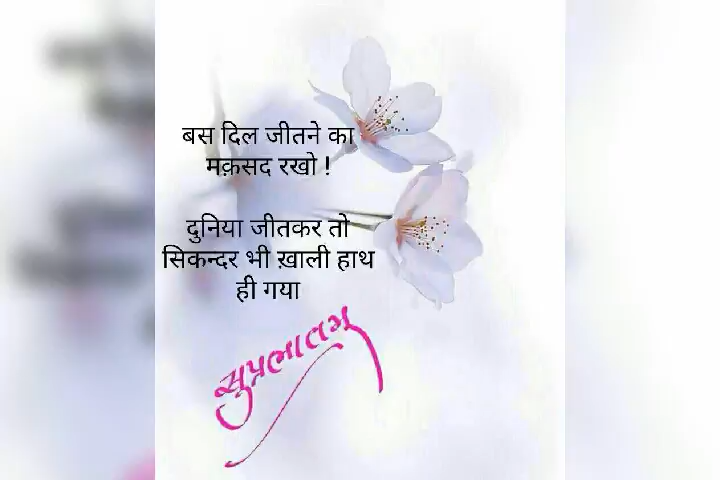 बस दिल जीतने का
मक़सद रखो !
दुनिया जीतकर तो
सिकन्दर भी ख़ाली हाथ
ही गया
सुप्रभातम्